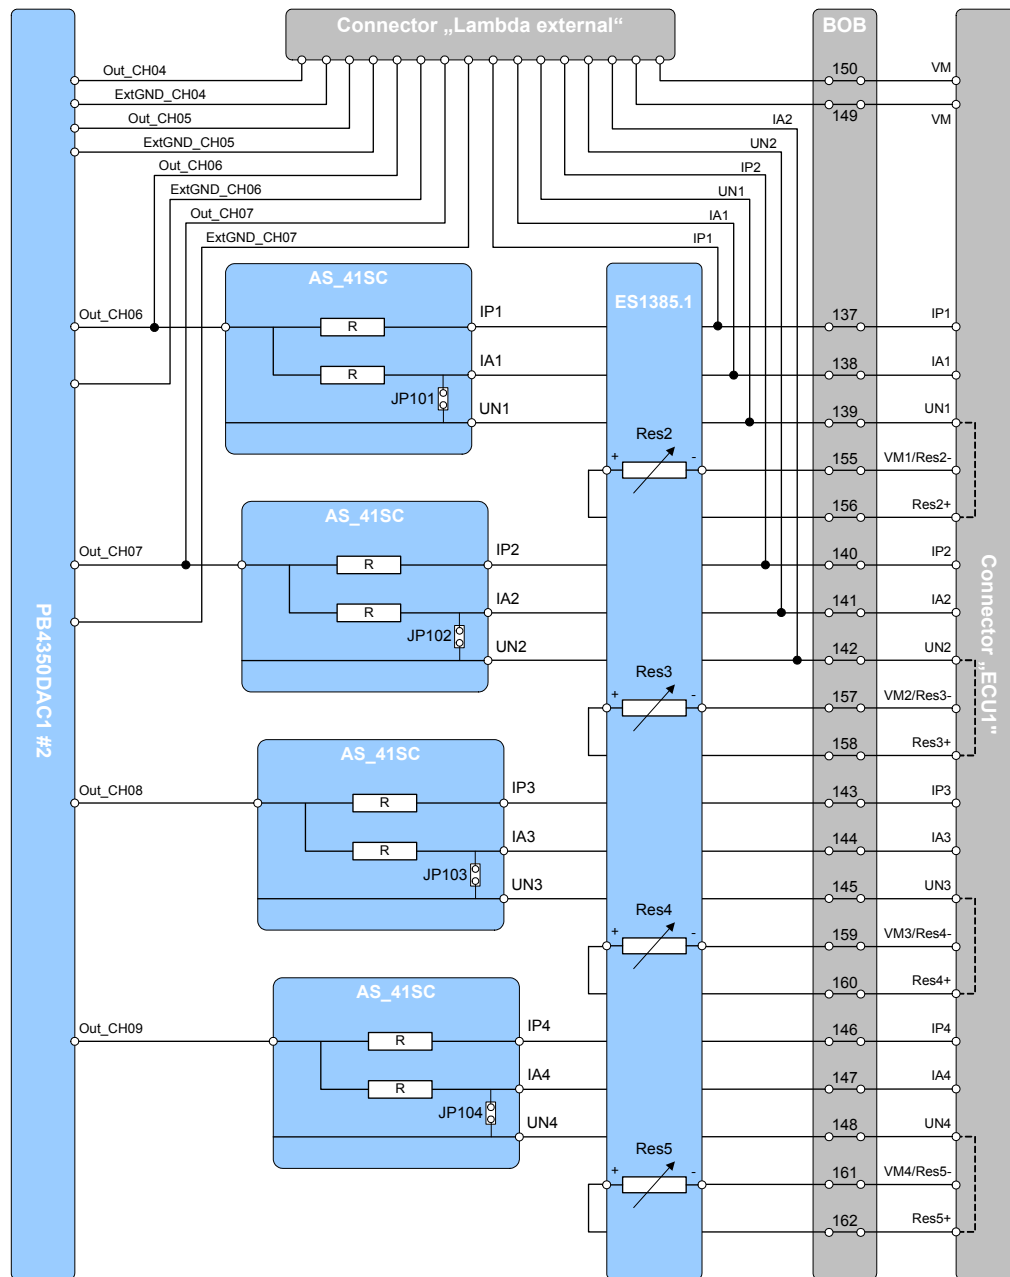 Connector „Lambda external“
BOB
Out_CH04
150
VM
ExtGND_CH04
149
VM
Out_CH05
IA2
ExtGND_CH05
UN2
Out_CH06
IP2
ExtGND_CH06
UN1
Out_CH07
IA1
ExtGND_CH07
IP1
AS_41SC
ES1385.1
Out_CH06
R
IP1
137
IP1
R
IA1
138
IA1
JP101
UN1
139
UN1
Res2
+
-
155
VM1/Res2-
156
Res2+
AS_41SC
Out_CH07
R
IP2
140
IP2
R
IA2
141
IA2
JP102
UN2
142
UN2
Res3
+
-
157
VM2/Res3-
158
Res3+
PB4350DAC1 #2
Connector „ECU1"
AS_41SC
Out_CH08
R
IP3
143
IP3
R
IA3
144
IA3
JP103
UN3
145
UN3
Res4
+
-
159
VM3/Res4-
160
Res4+
AS_41SC
Out_CH09
R
IP4
146
IP4
R
IA4
147
IA4
JP104
UN4
148
UN4
Res5
+
-
161
VM4/Res5-
162
Res5+